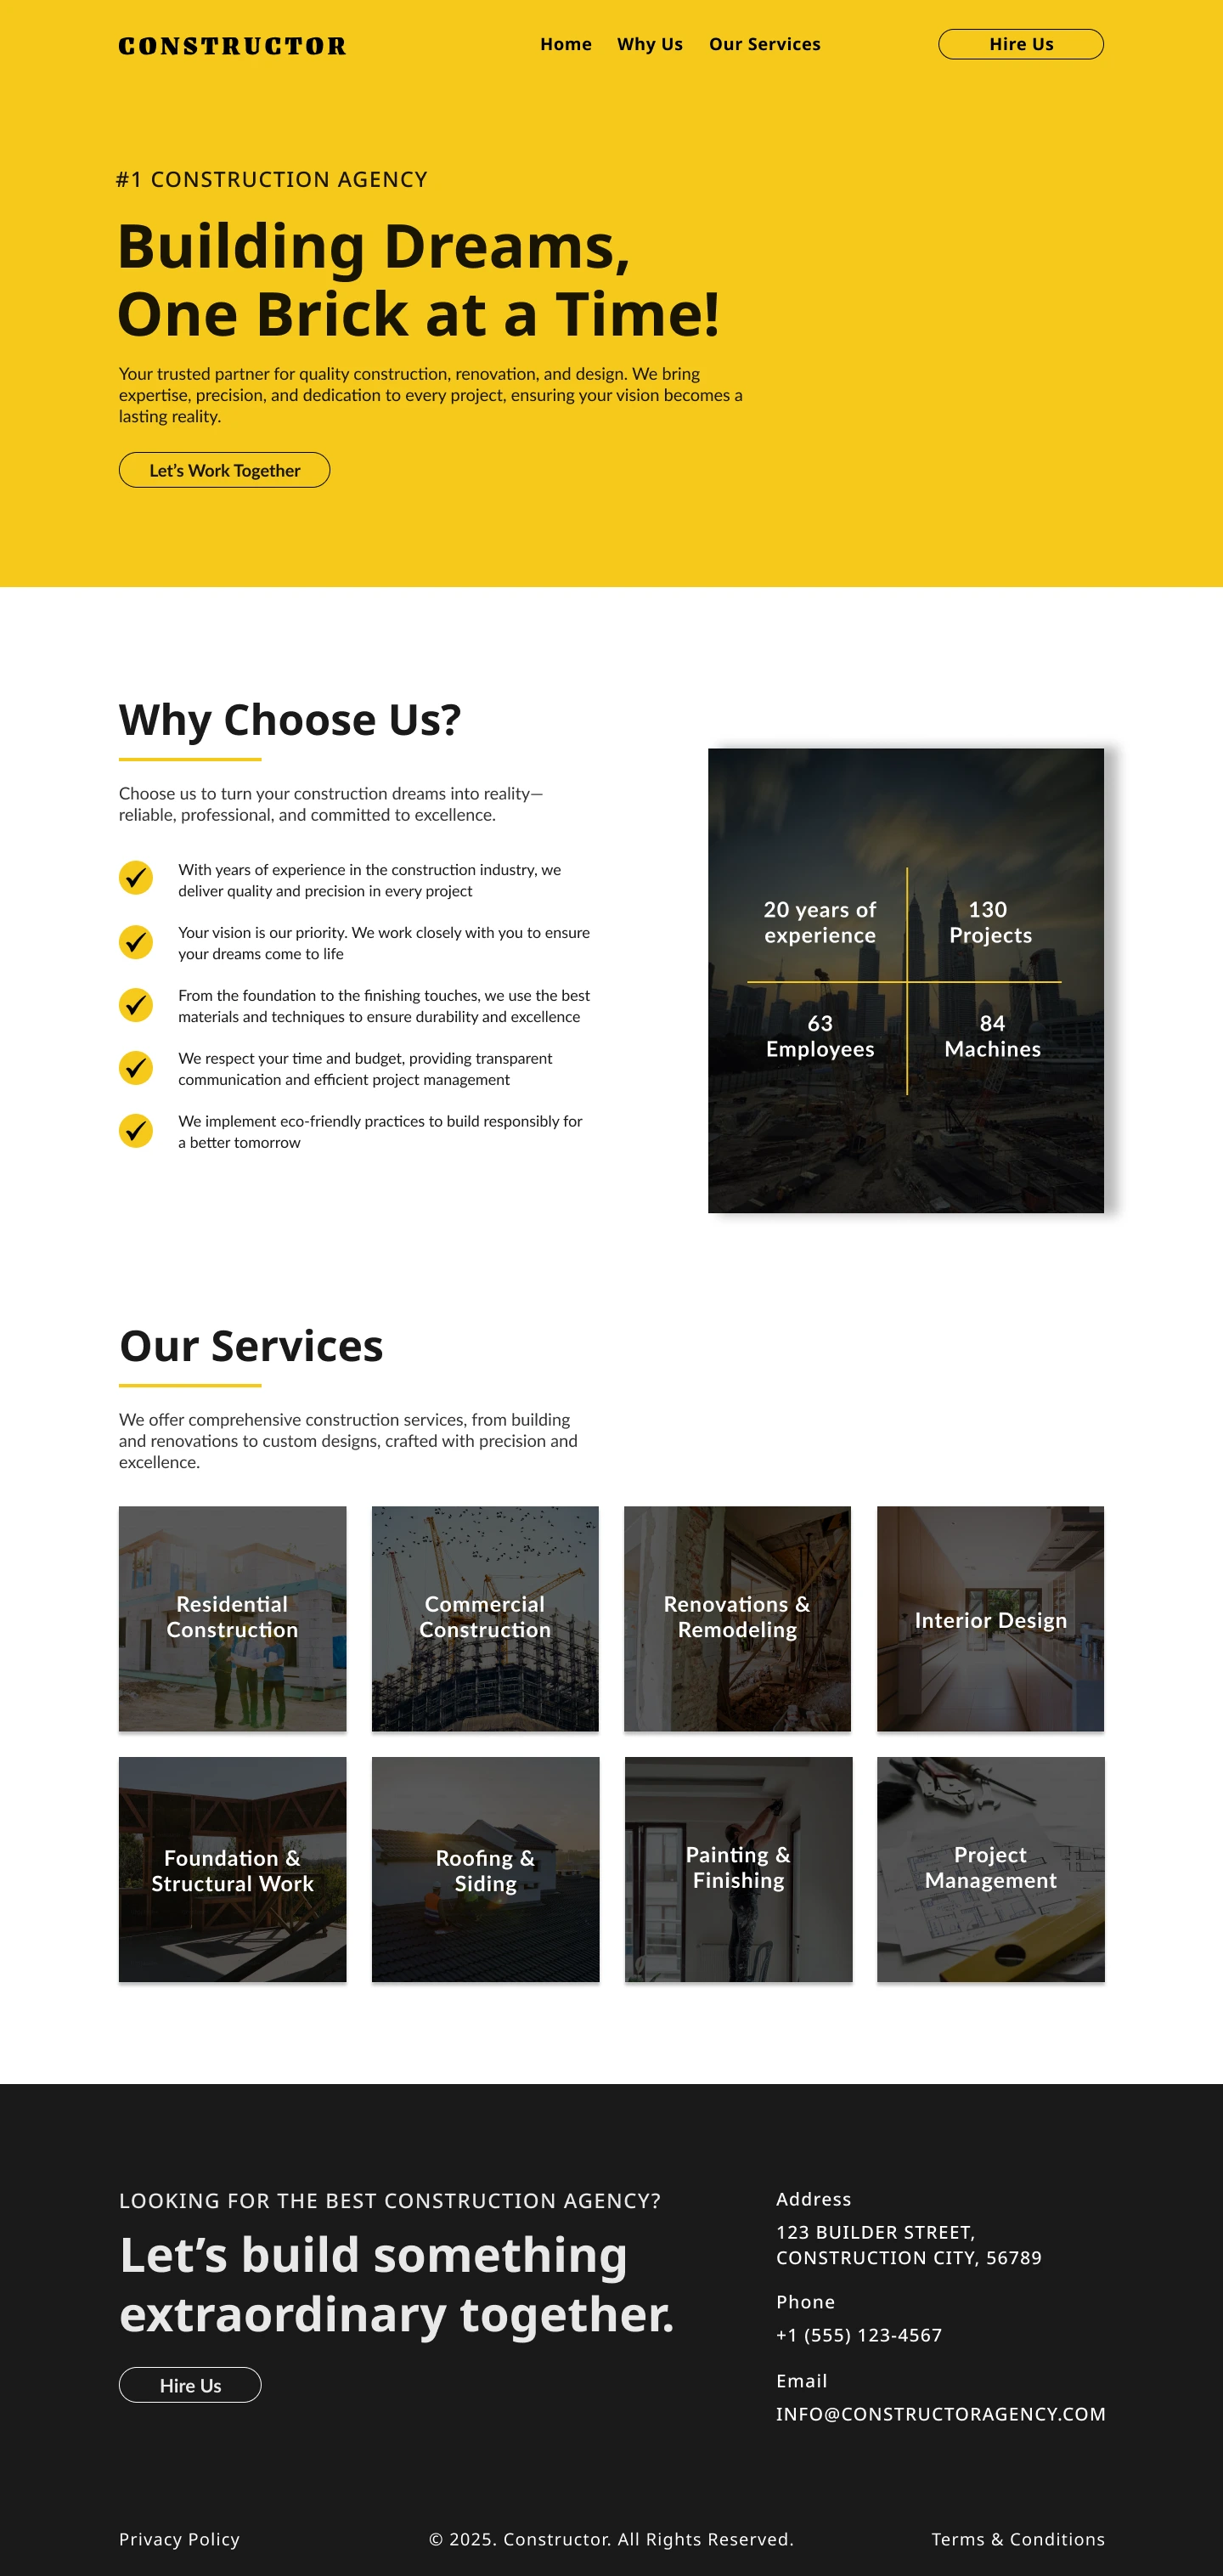 CONSTRUCTOR
Home Why Us Our Services
Hire Us
#1 CONSTRUCTION AGENCY
Building Dreams,
One Brick at a Time!
Your trusted partner for quality construction, renovation, and design. We bring
expertise, precision, and dedication to every project, ensuring your vision becomes a
lasting reality.
Let’s Work Together
Why Choose Us?
Choose us to turn your construction dreams into reality—
reliable, professional, and committed to excellence.
With years of experience in the construction industry, we
deliver quality and precision in every project
Your vision is our priority. We work closely with you to ensure
your dreams come to life
From the foundation to the finishing touches, we use the best
materials and techniques to ensure durability and excellence
We respect your time and budget, providing transparent
communication and efficient project management
We implement eco-friendly practices to build responsibly for
a better tomorrow
20 years of
experience
130
Projects
63
Employees
84
Machines
Our Services
We offer comprehensive construction services, from building
and renovations to custom designs, crafted with precision and
excellence.
Residential
Construction
Commercial
Construction
Renovations &
Remodeling
Interior Design
Foundation &
Structural Work
Roofing &
Siding
Painting &
Finishing
Project
Management
LOOKING FOR THE BEST CONSTRUCTION AGENCY?
Let’s build something
extraordinary together.
Hire Us
Address
123 BUILDER STREET,
CONSTRUCTION CITY, 56789
Phone
+1 (555) 123-4567
Email
INFO@CONSTRUCTORAGENCY.COM
Privacy Policy
© 2025. Constructor. All Rights Reserved.
Terms & Conditions